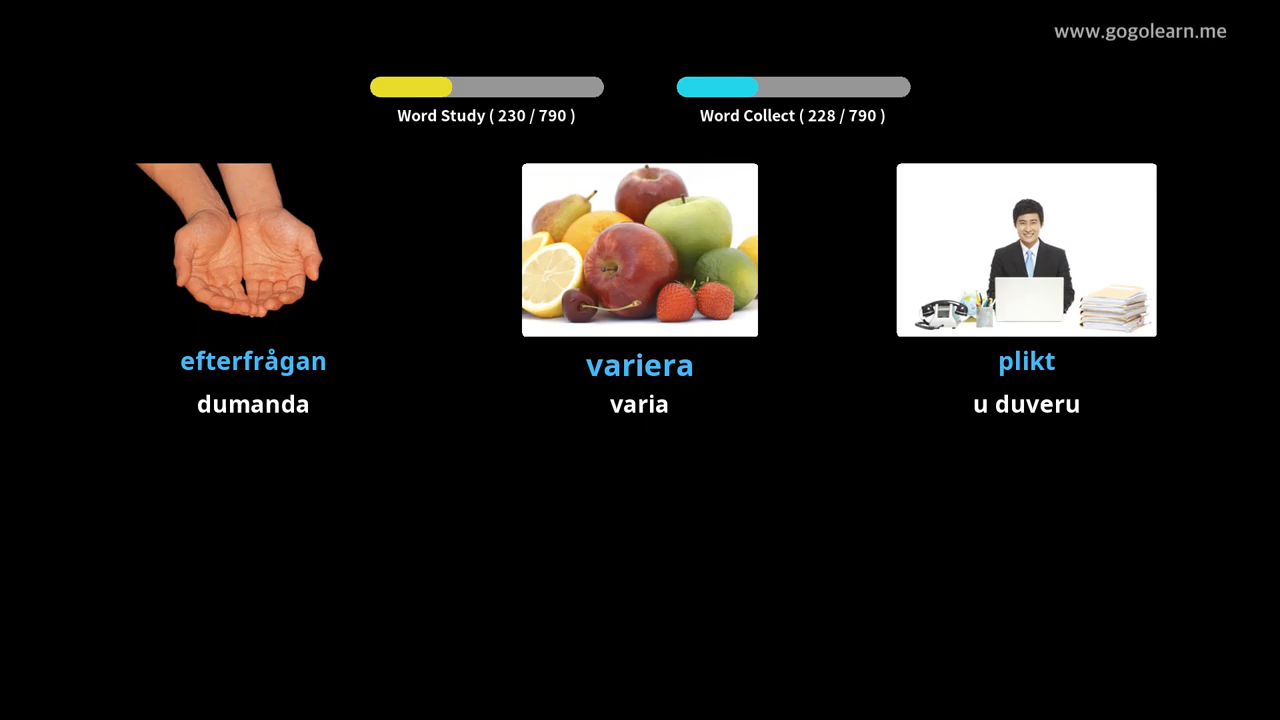 www.gogolearn.me
Word Study ( 230 / 790 )
Word Collect ( 228 / 790 )
efterfrågan
dumanda
variera
varia
plikt
u duveru